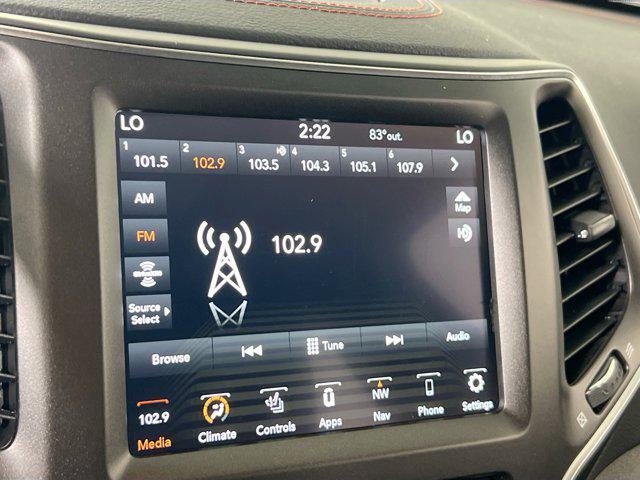 LO 2:22 83° out. LO
1 101.5 2 102.9 3 103.5 4 104.3 5 105.1 6 107.9
AM
Map
FM
102.9
SiriusXM
Source Select
Browse Tune Audio
102.9 NW
Media Climate Controls Apps Nav Phone Settings